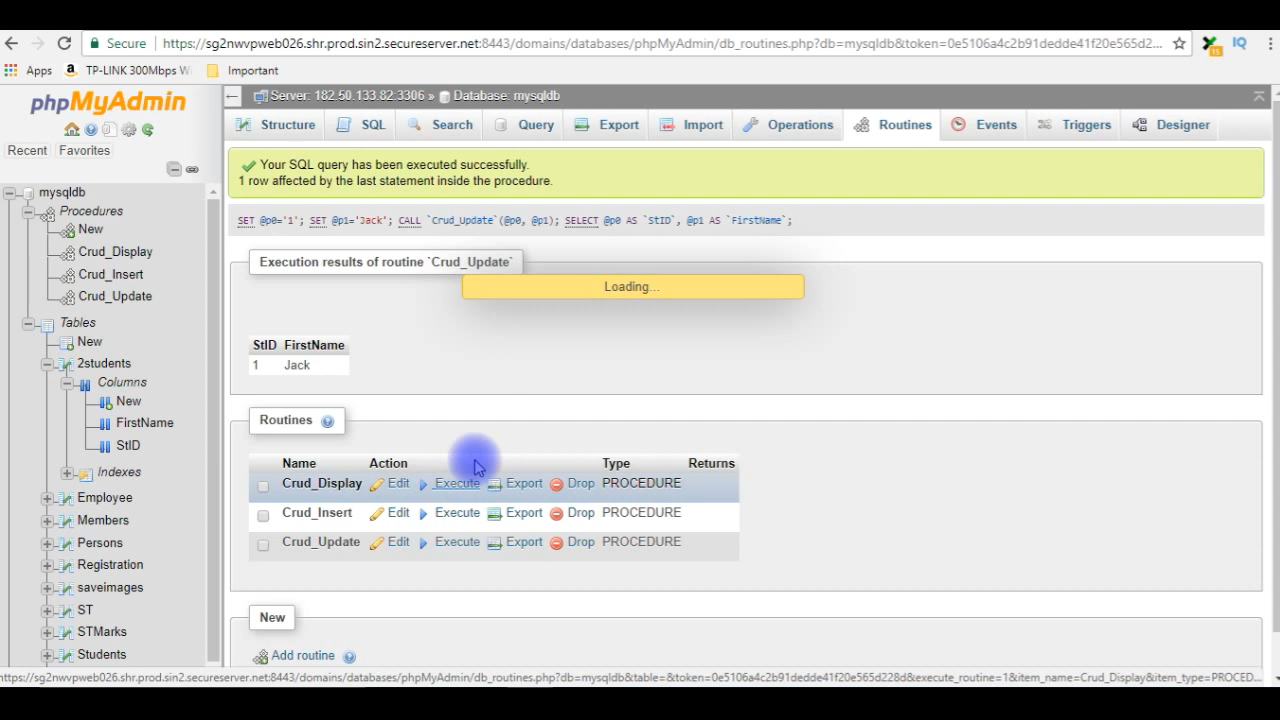 Secure https://sg2nwvpweb026.shr.prod.sin2.secureserver.net:8443/domains/databases/phpMyAdmin/db_routines.php?db=mysqldb&token=0e5106a4c2b91dedde41f20e565d2... 15 IQ
Apps a TP-LINK 300Mbps Important
phpMyAdmin
Recent Favorites
mysqldb
Procedures
New
Crud_Display
Crud_Insert
Crud_Update
Tables
New
2students
Columns
New
FirstName
StID
Indexes
Employee
Members
Persons
Registration
saveimages
ST
STMarks
Students
Server: 182.50.133.82:3306 » Database: mysqldb
Structure SQL Search Query Export Import Operations Routines Events Triggers Designer
Your SQL query has been executed successfully.
1 row affected by the last statement inside the procedure.
SET @p0='1'; SET @p1='Jack'; CALL `Crud_Update`(@p0, @p1); SELECT @p0 AS `StID`, @p1 AS `FirstName`;
Execution results of routine `Crud_Update`
Loading...
StID FirstName
1 Jack
Routines
Name Action Type Returns
Crud_Display Edit Execute Export Drop PROCEDURE
Crud_Insert Edit Execute Export Drop PROCEDURE
Crud_Update Edit Execute Export Drop PROCEDURE
New
Add routine
https://sg2nwvpweb026.shr.prod.sin2.secureserver.net:8443/domains/databases/phpMyAdmin/db_routines.php?db=mysqldb&table=&token=0e5106a4c2b91dedde41f20e565d228d&execute_routine=1&item_name=Crud_Display&item_type=PROCED...